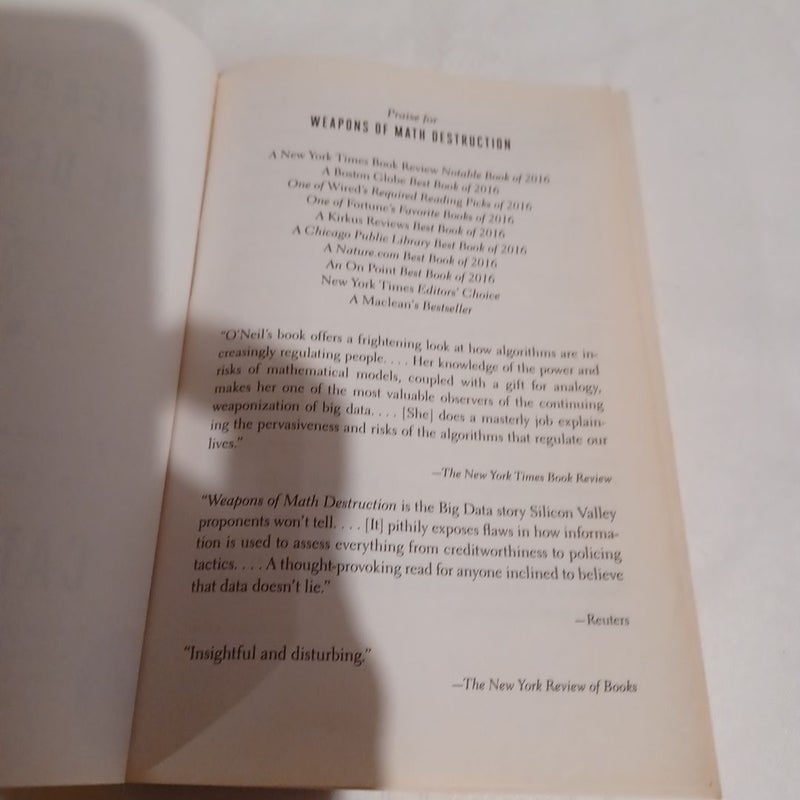 Praise for
WEAPONS OF MATH DESTRUCTION
A New York Times Book Review Notable Book of 2016
A Boston Globe Best Book of 2016
One of Wired's Required Reading Picks of 2016
One of Fortune's Favorite Books of 2016
A Kirkus Reviews Best Book of 2016
A Chicago Public Library Best Book of 2016
A Nature.com Best Book of 2016
An On Point Best Book of 2016
New York Times Editors' Choice
A Maclean's Bestseller
"O'Neil's book offers a frightening look at how algorithms are in-
creasingly regulating people. . . . Her knowledge of the power and
risks of mathematical models, coupled with a gift for analogy,
makes her one of the most valuable observers of the continuing
weaponization of big data. . . . [She] does a masterly job explain-
ing the pervasiveness and risks of the algorithms that regulate our
lives."
—The New York Times Book Review
"Weapons of Math Destruction is the Big Data story Silicon Valley
proponents won't tell. . . . [It] pithily exposes flaws in how informa-
tion is used to assess everything from creditworthiness to policing
tactics. . . . A thought-provoking read for anyone inclined to believe
that data doesn't lie."
—Reuters
"Insightful and disturbing."
—The New York Review of Books